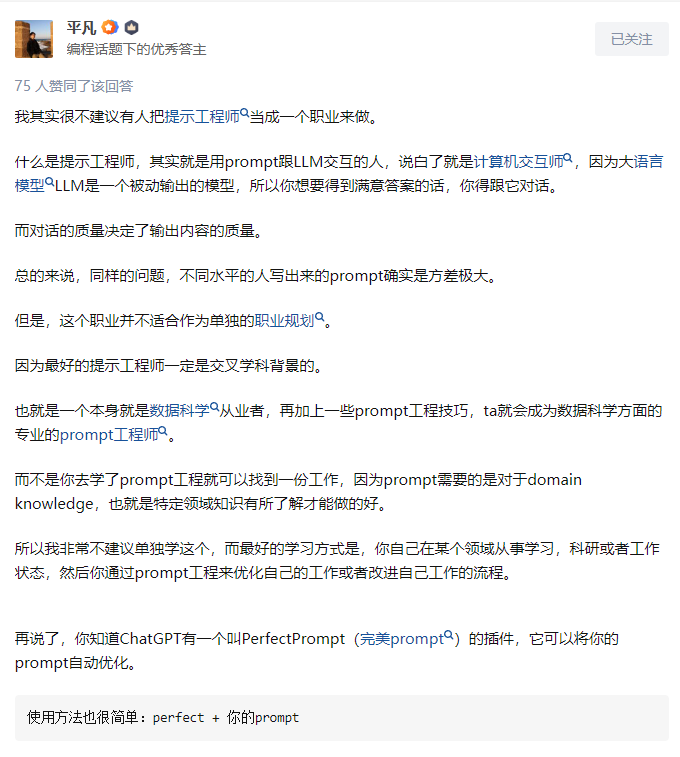 平凡
编程话题下的优秀答主
已关注
75 人赞同了该回答
我其实很不建议有人把提示工程师当成一个职业来做。
什么是提示工程师，其实就是用prompt跟LLM交互的人，说白了就是计算机交互师，因为大语言
模型LLM是一个被动输出的模型，所以你想要得到满意答案的话，你得跟它对话。
而对话的质量决定了输出内容的质量。
总的来说，同样的问题，不同水平的人写出来的prompt确实是方差极大。
但是，这个职业并不适合作为单独的职业规划。
因为最好的提示工程师一定是交叉学科背景的。
也就是一个本身就是数据科学从业者，再加上一些prompt工程技巧，ta就会成为数据科学方面的
专业的prompt工程师。
而不是你去学了prompt工程就可以找到一份工作，因为prompt需要的是对于domain
knowledge，也就是特定领域知识有所了解才能做的好。
所以我非常不建议单独学这个，而最好的学习方式是，你自己在某个领域从事学习，科研或者工作
状态，然后你通过prompt工程来优化自己的工作或者改进自己工作的流程。
再说了，你知道ChatGPT有一个叫PerfectPrompt（完美prompt）的插件，它可以将你的
prompt自动优化。
使用方法也很简单：perfect + 你的prompt